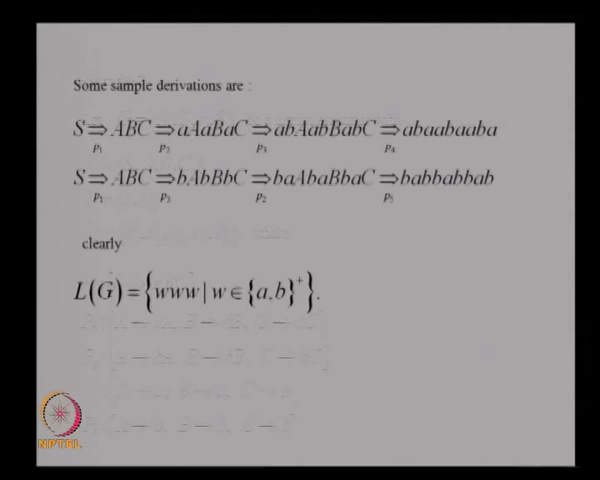 Some sample derivations are :
S ⇒ ABC ⇒ aAaBaC ⇒ abAabBabC ⇒ abaabaaba
P₁ P₂ P₃ P₄
S ⇒ ABC ⇒ bAbBbC ⇒ baAbaBbaC ⇒ babbabbab
P₁ P₃ P₂ P₅
clearly
L(G) = {www | w ∈ {a,b}⁺}.
NPTEL